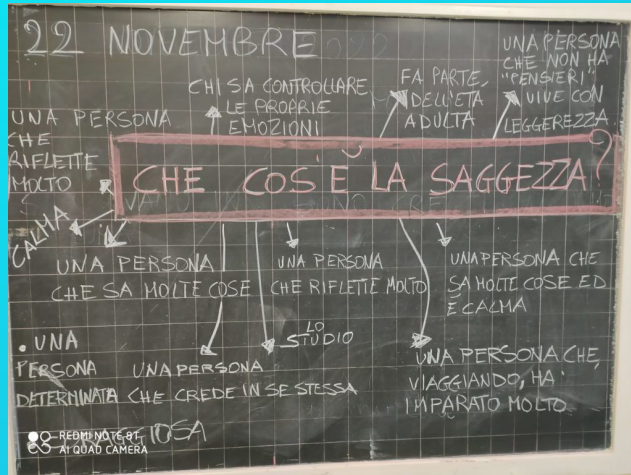 22 NOVEMBRE
CHI SA CONTROLLARE
LE PROPRIE
EMOZIONI
FA PARTE
DELL'ETÀ
ADULTA
UNA PERSONA
CHE NON HA
"PENSIERI"
VIVE CON
LEGGEREZZA
UNA PERSONA
CHE
RIFLETTE
MOLTO
CHE COS'È LA SAGGEZZA?
CALMA
UNA PERSONA
CHE SA MOLTE COSE
UNA PERSONA
CHE RIFLETTE MOLTO
UNA PERSONA CHE
SA MOLTE COSE ED
È CALMA
. UNA
PERSONA
DETERMINATA
UNA PERSONA
CHE CREDE IN SE STESSA
LO
STUDIO
UNA PERSONA CHE,
VIAGGIANDO, HA
IMPARATO MOLTO
REDMI NOTE 8T
AI QUAD CAMERA